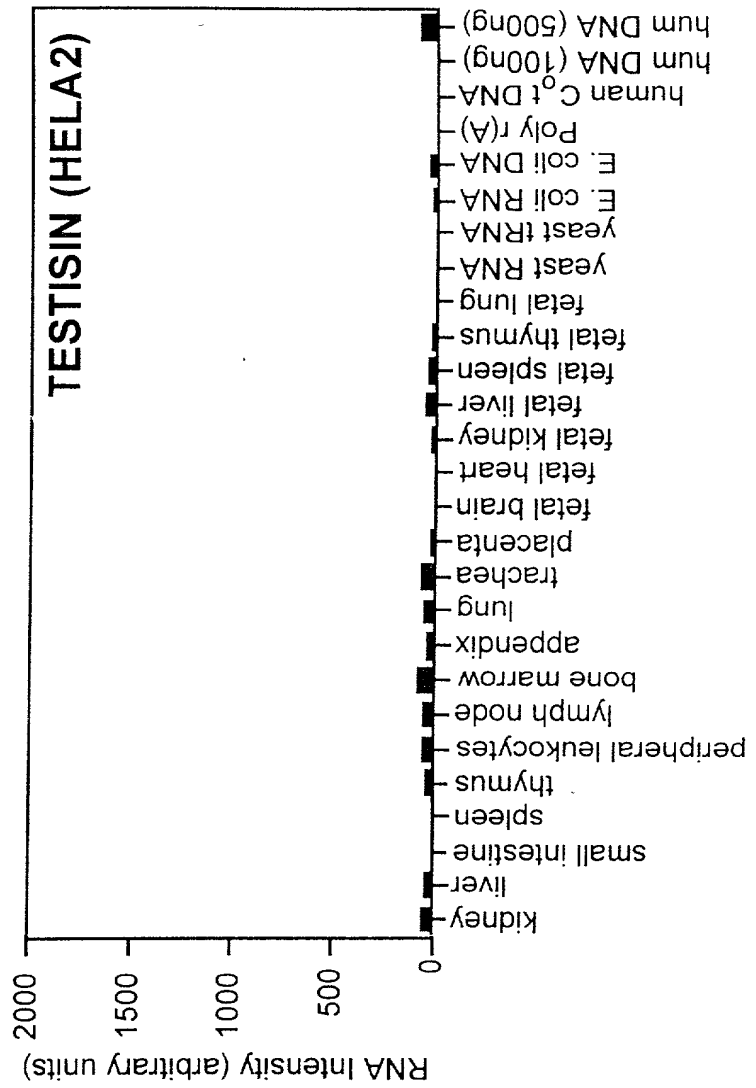 TESTISIN (HELA2)
RNA Intensity (arbitrary units)
2000
1500
1000
500
0
kidney
liver
small intestine
spleen
thymus
peripheral leukocytes
lymph node
bone marrow
appendix
lung
trachea
placenta
fetal brain
fetal heart
fetal kidney
fetal liver
fetal spleen
fetal thymus
fetal lung
yeast RNA
yeast tRNA
E. coli RNA
E. coli DNA
Poly r(A)
human C₀t DNA
hum DNA (100ng)
hum DNA (500ng)